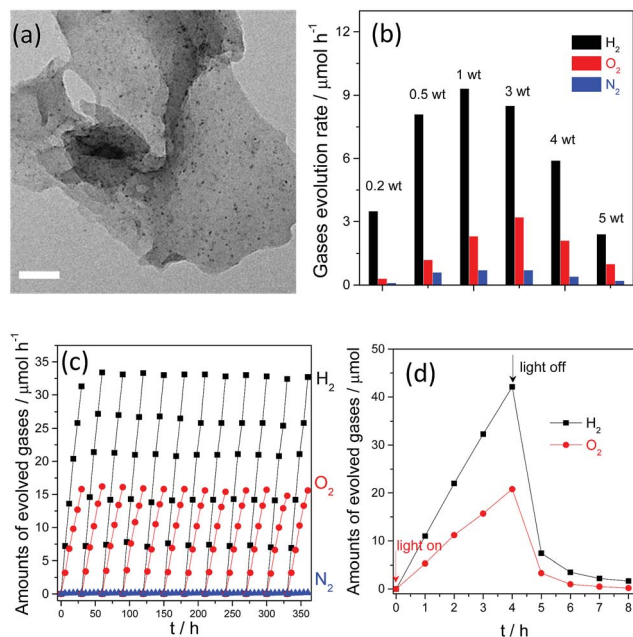 (a)
(b)
Gases evolution rate / μmol h⁻¹
12
9
6
3
0
0.2 wt
0.5 wt
1 wt
3 wt
4 wt
5 wt
H₂
O₂
N₂
(c)
Amounts of evolved gases / μmol h⁻¹
35
30
25
20
15
10
5
0
H₂
O₂
N₂
0 50 100 150 200 250 300 350
t / h
(d)
Amounts of evolved gases / μmol h⁻¹
50
40
30
20
10
0
light off
H₂
O₂
light on
0 1 2 3 4 5 6 7 8
t / h